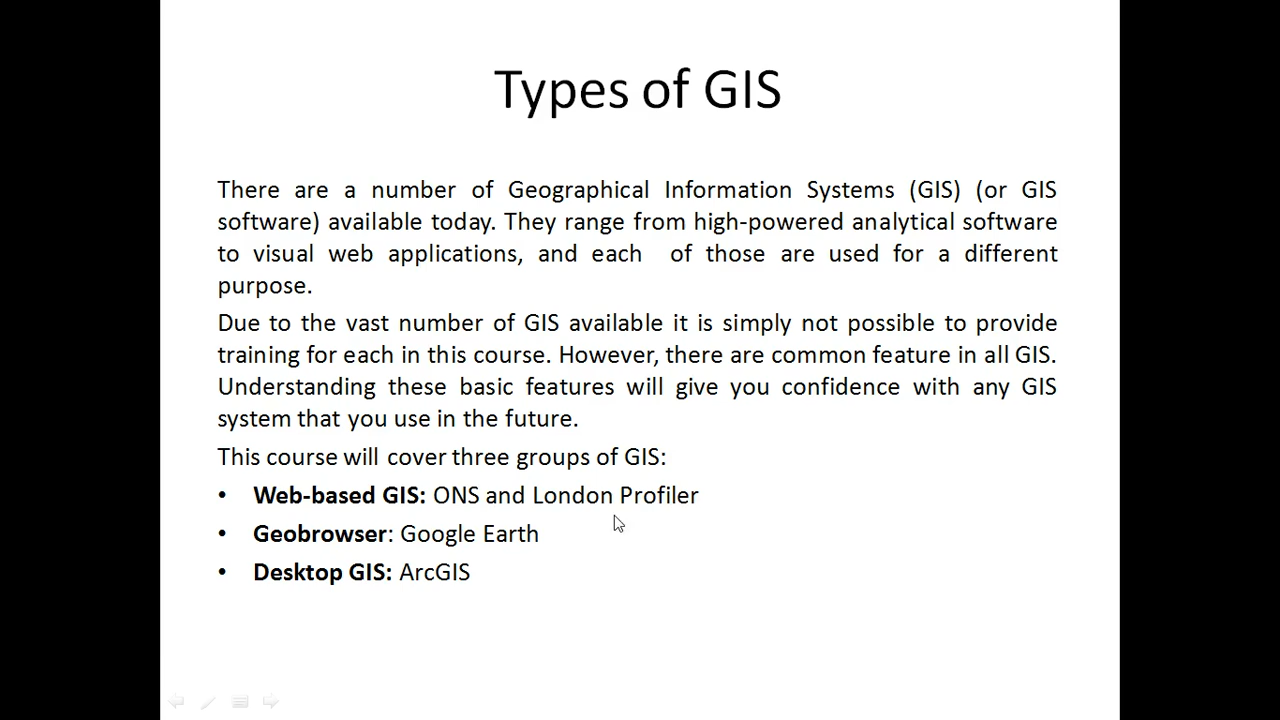 Types of GIS
There are a number of Geographical Information Systems (GIS) (or GIS
software) available today. They range from high-powered analytical software
to visual web applications, and each of those are used for a different
purpose.
Due to the vast number of GIS available it is simply not possible to provide
training for each in this course. However, there are common feature in all GIS.
Understanding these basic features will give you confidence with any GIS
system that you use in the future.
This course will cover three groups of GIS:
• Web-based GIS: ONS and London Profiler
• Geobrowser: Google Earth
• Desktop GIS: ArcGIS